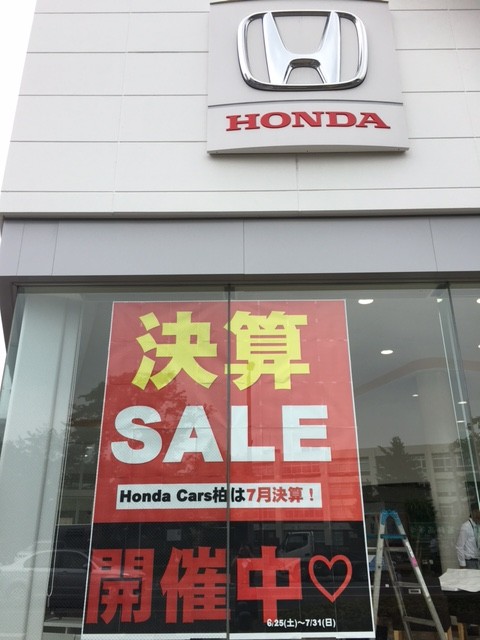 HONDA
決算
SALE
Honda Cars柏は7月決算！
開催中♡
6.25(土)～7/31(日)